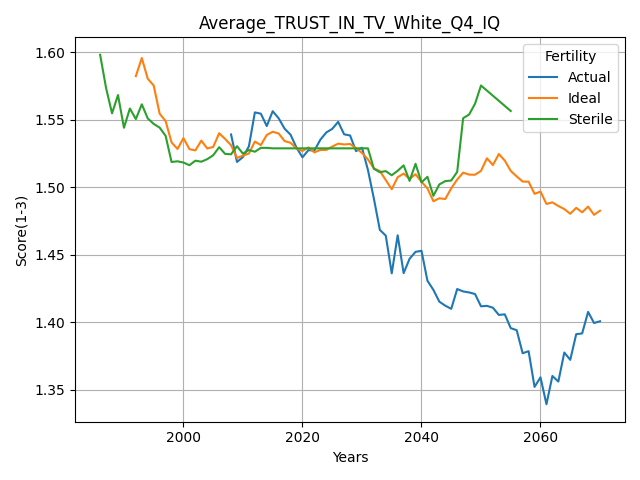 Average_TRUST_IN_TV_White_Q4_IQ
Fertility
Actual
Ideal
Sterile
Score(1-3)
1.60
1.55
1.50
1.45
1.40
1.35
2000
2020
2040
2060
Years